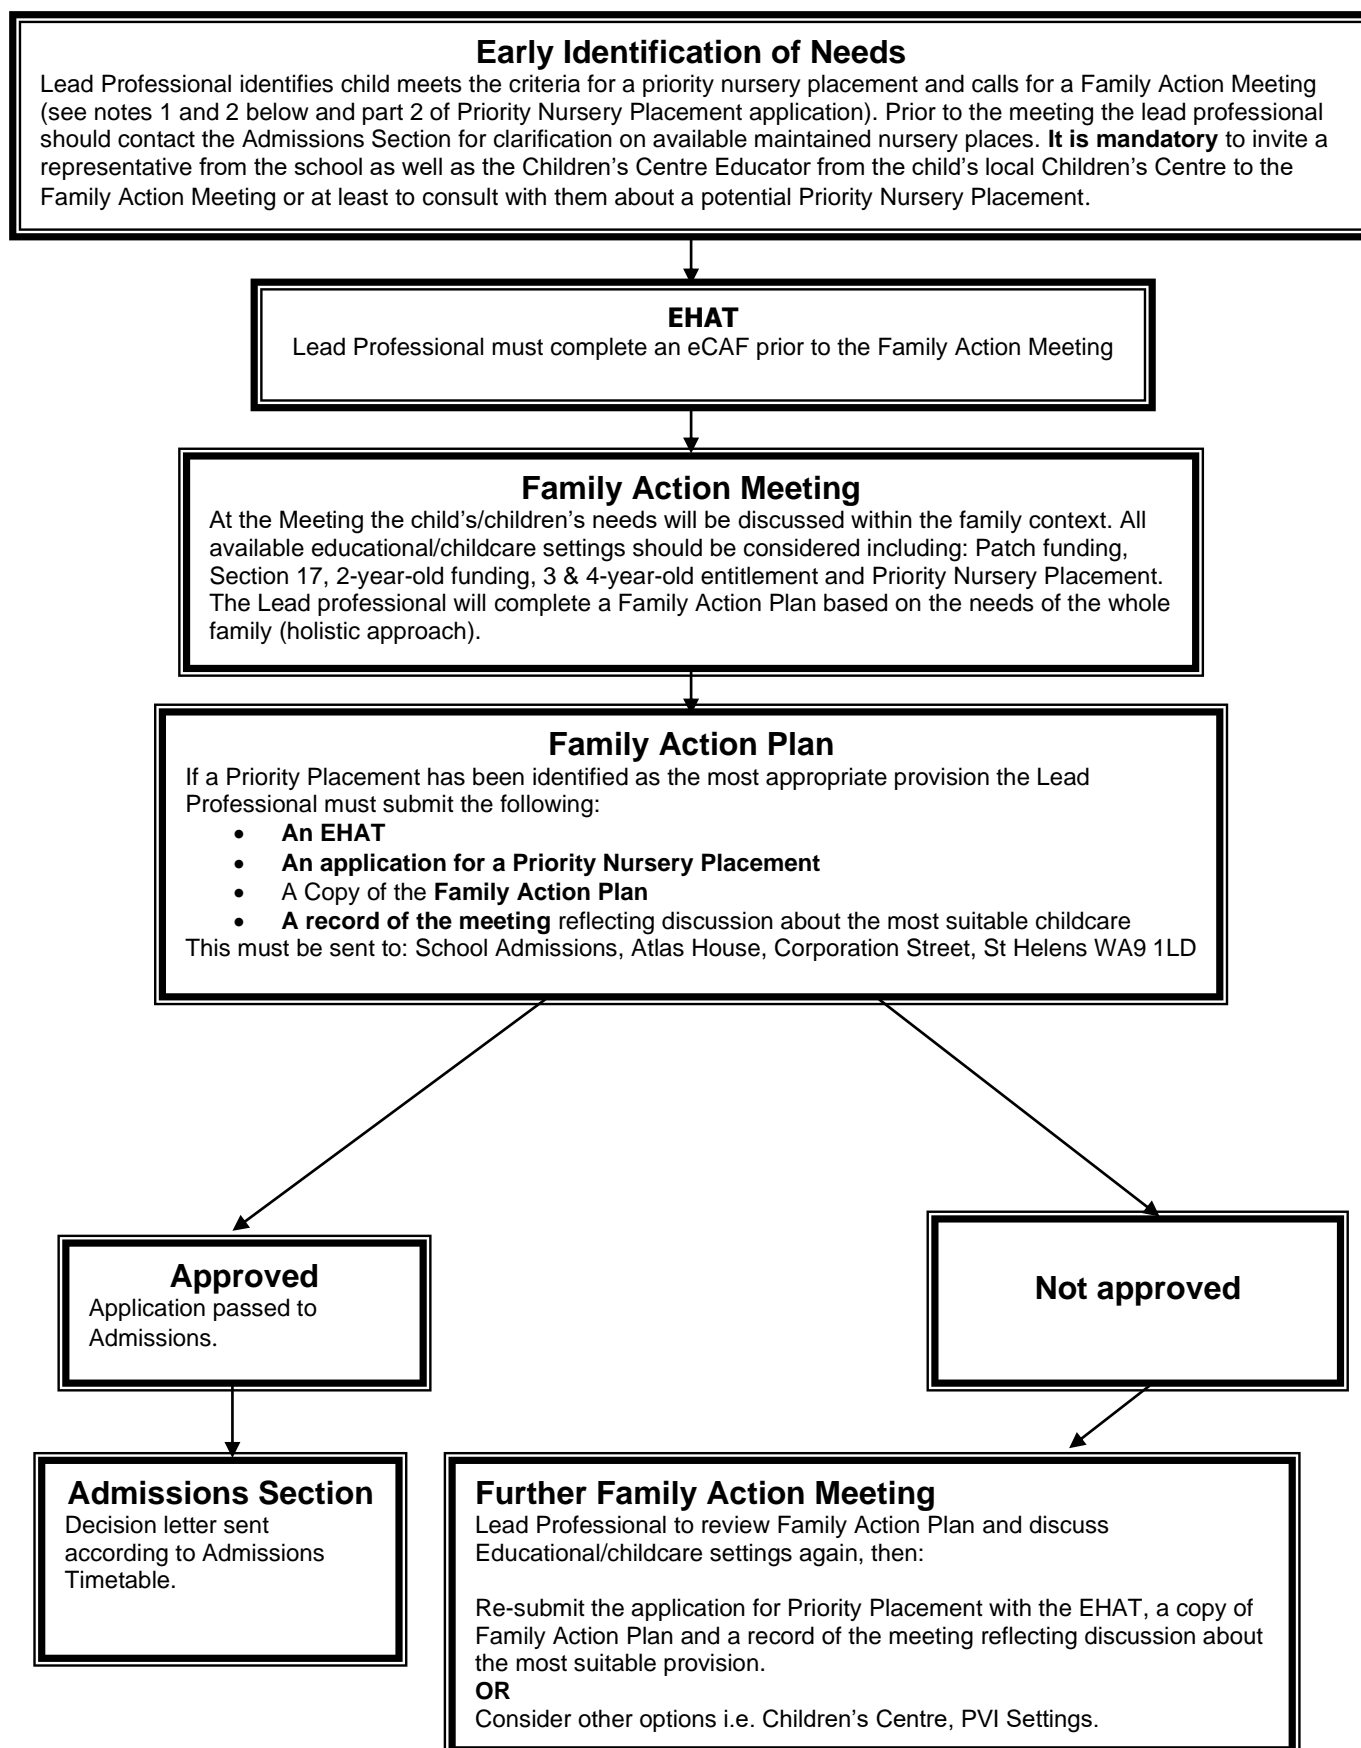 Early Identification of Needs
Lead Professional identifies child meets the criteria for a priority nursery placement and calls for a Family Action Meeting
(see notes 1 and 2 below and part 2 of Priority Nursery Placement application). Prior to the meeting the lead professional
should contact the Admissions Section for clarification on available maintained nursery places. It is mandatory to invite a
representative from the school as well as the Children’s Centre Educator from the child’s local Children’s Centre to the
Family Action Meeting or at least to consult with them about a potential Priority Nursery Placement.
EHAT
Lead Professional must complete an eCAF prior to the Family Action Meeting
Family Action Meeting
At the Meeting the child’s/children’s needs will be discussed within the family context. All
available educational/childcare settings should be considered including: Patch funding,
Section 17, 2-year-old funding, 3 & 4-year-old entitlement and Priority Nursery Placement.
The Lead professional will complete a Family Action Plan based on the needs of the whole
family (holistic approach).
Family Action Plan
If a Priority Placement has been identified as the most appropriate provision the Lead
Professional must submit the following:
• An EHAT
• An application for a Priority Nursery Placement
• A Copy of the Family Action Plan
• A record of the meeting reflecting discussion about the most suitable childcare
This must be sent to: School Admissions, Atlas House, Corporation Street, St Helens WA9 1LD
Approved
Application passed to
Admissions.
Not approved
Admissions Section
Decision letter sent
according to Admissions
Timetable.
Further Family Action Meeting
Lead Professional to review Family Action Plan and discuss
Educational/childcare settings again, then:
Re-submit the application for Priority Placement with the EHAT, a copy of
Family Action Plan and a record of the meeting reflecting discussion about
the most suitable provision.
OR
Consider other options i.e. Children’s Centre, PVI Settings.